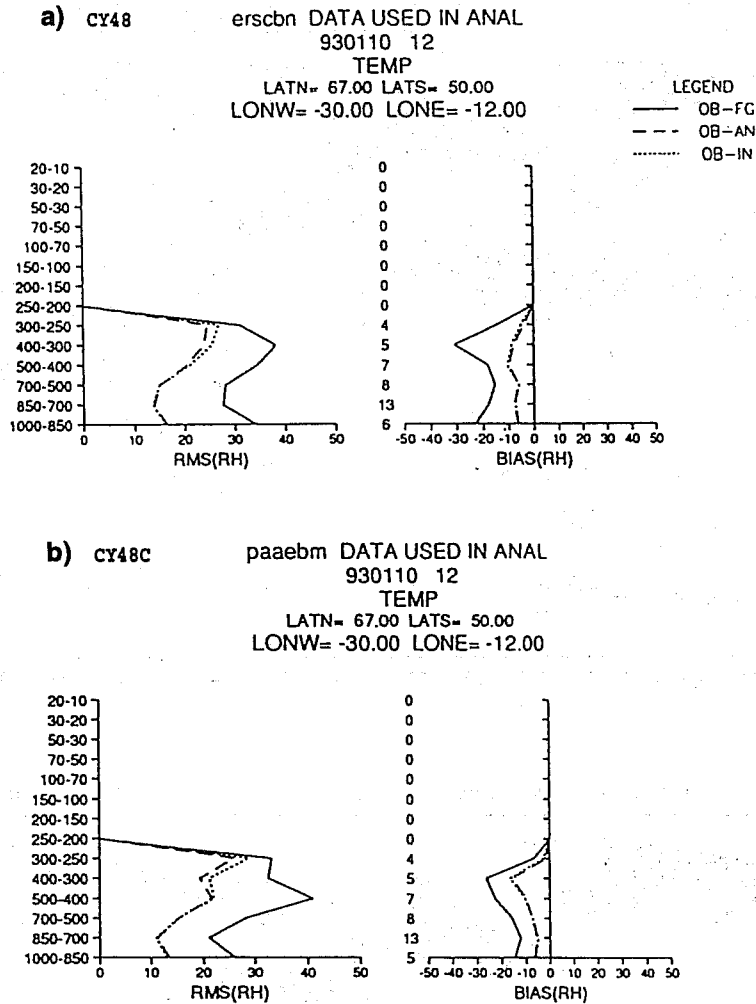 a) CY48 erscbn DATA USED IN ANAL
930110 12
TEMP
LATN= 67.00 LATS= 50.00
LONW= -30.00 LONE= -12.00
LEGEND
OB-FG
OB-AN
OB-IN
20-10 0
30-20 0
50-30 0
70-50 0
100-70 0
150-100 0
250-200 0
300-250 4
400-300 5
500-400 7
700-500 8
850-700 13
1000-850 6
0 10 20 30 40 50 -50 -40 -30 -20 -10 0 10 20 30 40 50
RMS(RH) BIAS(RH)
b) CY48C paaebm DATA USED IN ANAL
930110 12
TEMP
LATN= 67.00 LATS= 50.00
LONW= -30.00 LONE= -12.00
20-10 0
30-20 0
50-30 0
70-50 0
100-70 0
150-100 0
250-200 0
300-250 4
400-300 5
500-400 7
700-500 8
850-700 13
1000-850 5
0 10 20 30 40 50 -50 -40 -30 -20 -10 0 10 20 30 40 50
RMS(RH) BIAS(RH)